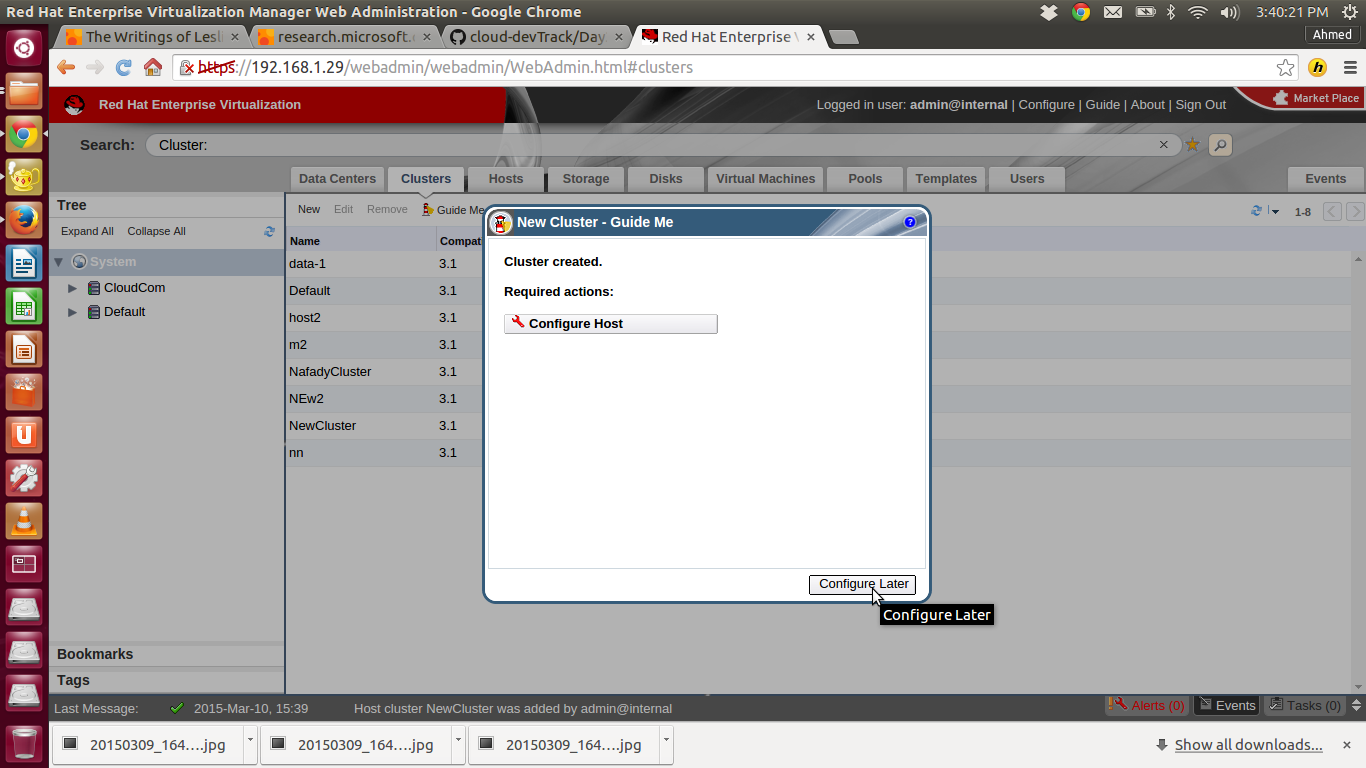 Red Hat Enterprise Virtualization Manager Web Administration - Google Chrome
3:40:21 PM
The Writings of Lesl
research.microsoft.
cloud-devTrack/Day
Red Hat Enterprise V
Ahmed
https://192.168.1.29/webadmin/webadmin/WebAdmin.html#clusters
Red Hat Enterprise Virtualization
Logged in user: admin@internal | Configure | Guide | About | Sign Out
Market Place
Search: Cluster:
Data Centers Clusters Hosts Storage Disks Virtual Machines Pools Templates Users Events
Tree
Expand All Collapse All
System
CloudCom
Default
Bookmarks
Tags
New Edit Remove Guide Me
1-8
Name Compat
data-1 3.1
Default 3.1
host2 3.1
m2 3.1
NafadyCluster 3.1
NEw2 3.1
NewCluster 3.1
nn 3.1
New Cluster - Guide Me
Cluster created.
Required actions:
Configure Host
Configure Later
Configure Later
Last Message: 2015-Mar-10, 15:39 Host cluster NewCluster was added by admin@internal
Alerts (0) Events Tasks (0)
20150309_164....jpg 20150309_164....jpg 20150309_164....jpg
Show all downloads...